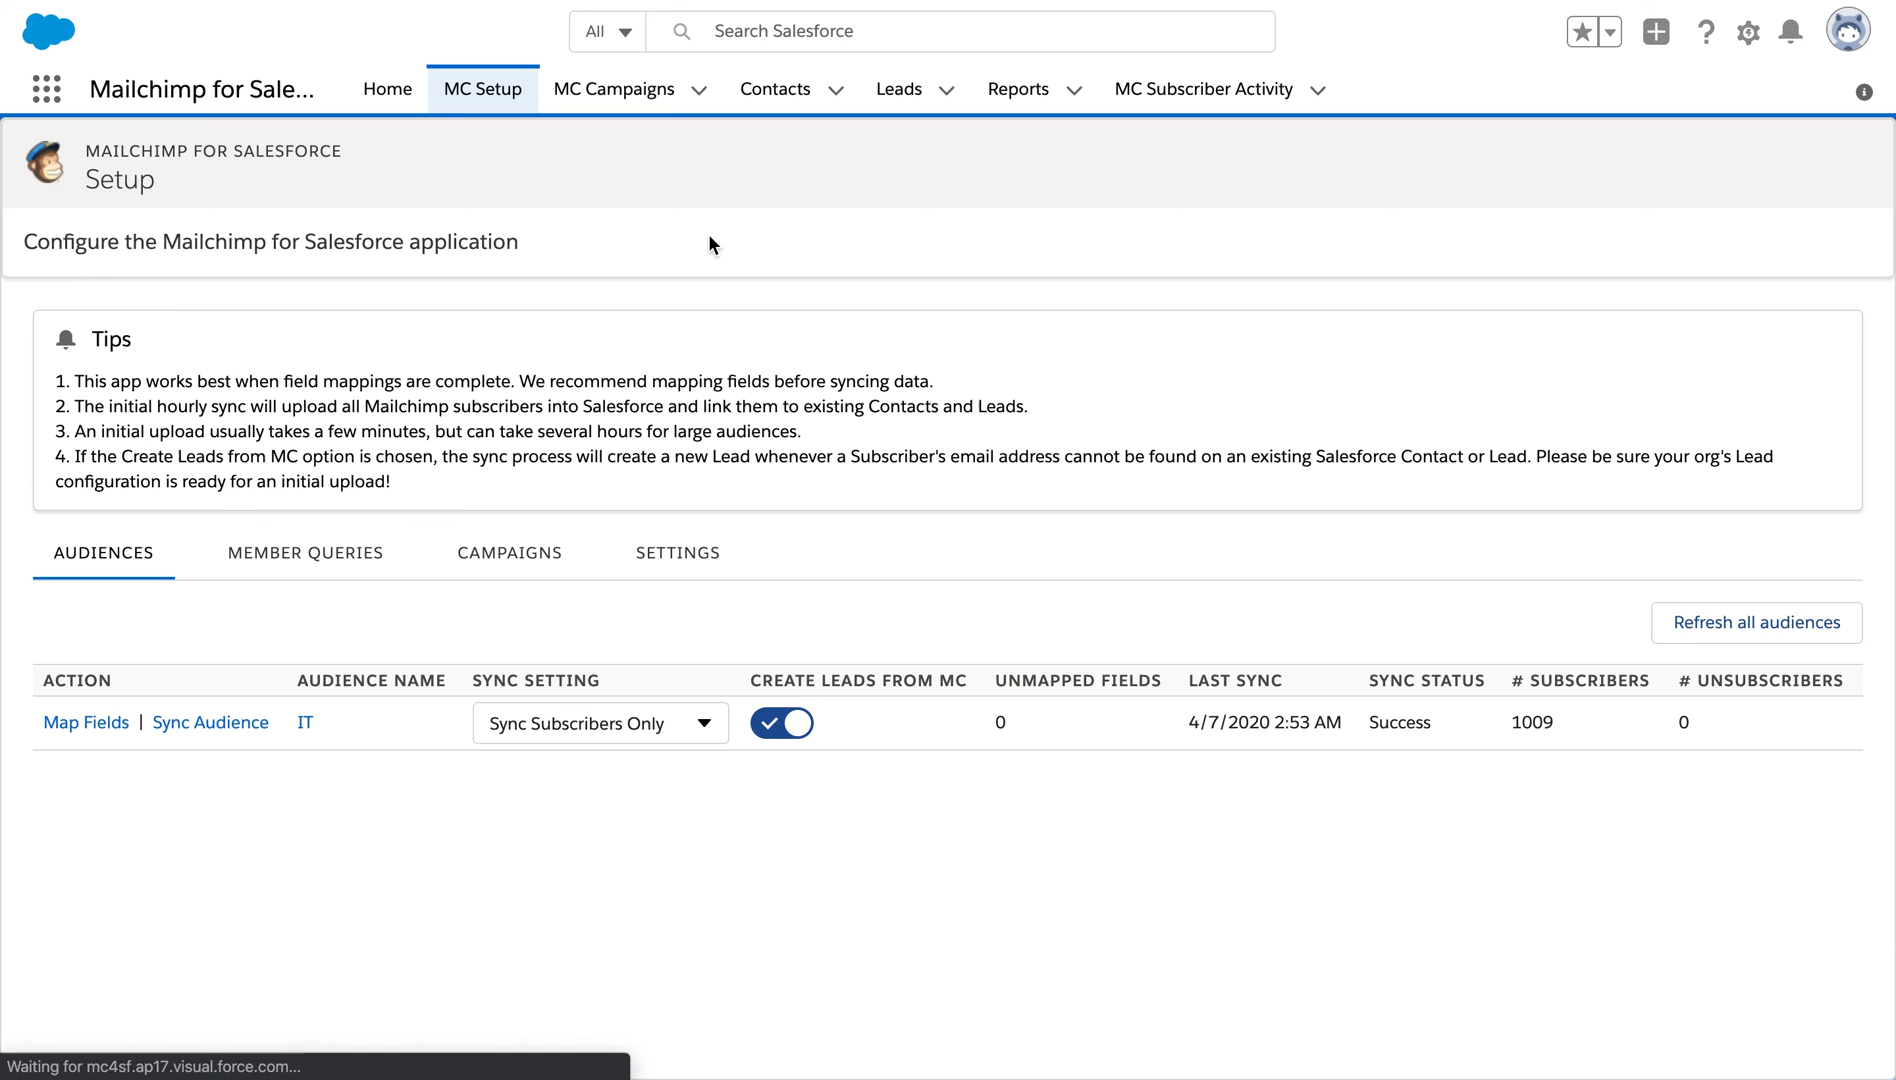 All
Search Salesforce
Mailchimp for Sale...
Home
MC Setup
MC Campaigns
Contacts
Leads
Reports
MC Subscriber Activity
MAILCHIMP FOR SALESFORCE
Setup
Configure the Mailchimp for Salesforce application
Tips
1. This app works best when field mappings are complete. We recommend mapping fields before syncing data.
2. The initial hourly sync will upload all Mailchimp subscribers into Salesforce and link them to existing Contacts and Leads.
3. An initial upload usually takes a few minutes, but can take several hours for large audiences.
4. If the Create Leads from MC option is chosen, the sync process will create a new Lead whenever a Subscriber's email address cannot be found on an existing Salesforce Contact or Lead. Please be sure your org's Lead
configuration is ready for an initial upload!
AUDIENCES
MEMBER QUERIES
CAMPAIGNS
SETTINGS
Refresh all audiences
ACTION
AUDIENCE NAME
SYNC SETTING
CREATE LEADS FROM MC
UNMAPPED FIELDS
LAST SYNC
SYNC STATUS
# SUBSCRIBERS
# UNSUBSCRIBERS
Map Fields | Sync Audience
IT
Sync Subscribers Only
0
4/7/2020 2:53 AM
Success
1009
0
Waiting for mc4sf.ap17.visual.force.com...